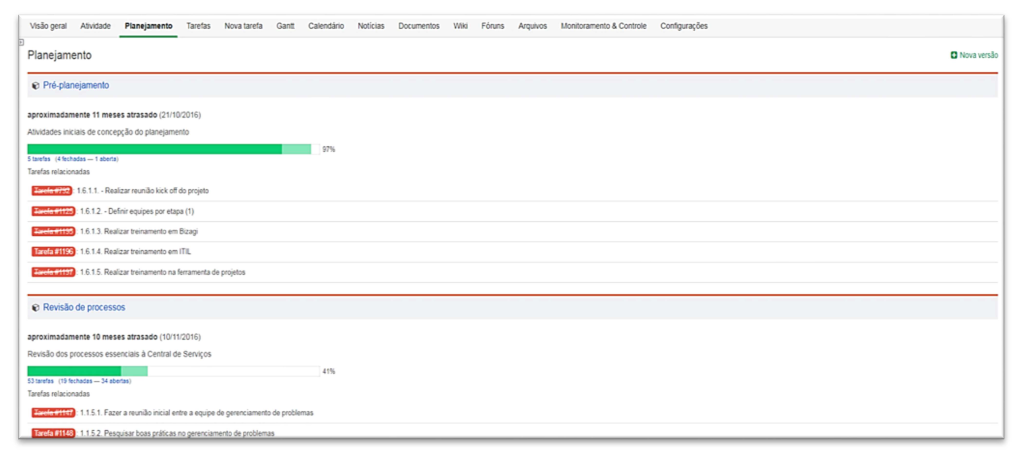 Visão geral Atividade Planejamento Tarefas Nova tarefa Gantt Calendário Notícias Documentos Wiki Fóruns Arquivos Monitoramento & Controle Configurações
Planejamento
Nova versão
Pré-planejamento
aproximadamente 11 meses atrasado (21/10/2016)
Atividades iniciais de concepção do planejamento
97%
5 tarefas (4 fechadas — 1 aberta)
Tarefas relacionadas
Tarefa #792 1.6.1.1. - Realizar reunião kick off do projeto
Tarefa 1.6.1.2. - Definir equipes por etapa (1)
Tarefa #1195 1.6.1.3. Realizar treinamento em Bizagi
Tarefa #1196 1.6.1.4. Realizar treinamento em ITIL
Tarefa #1197 1.6.1.5. Realizar treinamento na ferramenta de projetos
Revisão de processos
aproximadamente 10 meses atrasado (10/11/2016)
Revisão dos processos essenciais à Central de Serviços
41%
53 tarefas (19 fechadas — 34 abertas)
Tarefas relacionadas
Tarefa #1147 1.1.5.1. Fazer a reunião inicial entre a equipe de gerenciamento de problemas
Tarefa #1148 1.1.5.2. Pesquisar boas práticas no gerenciamento de problemas